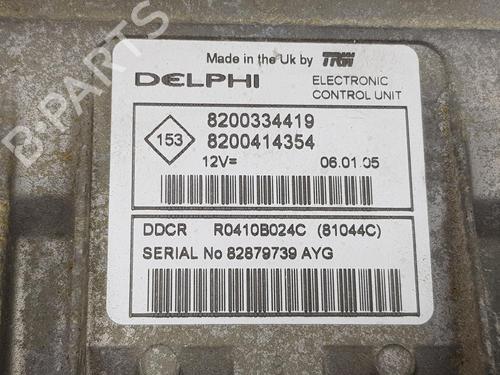 Made in the Uk by TRW
DELPHI
ELECTRONIC
CONTROL UNIT
153
8200334419
8200414354
12V=
06.01.05
DDCR R0410B024C (81044C)
SERIAL No 82879739 AYG
B-PARTS